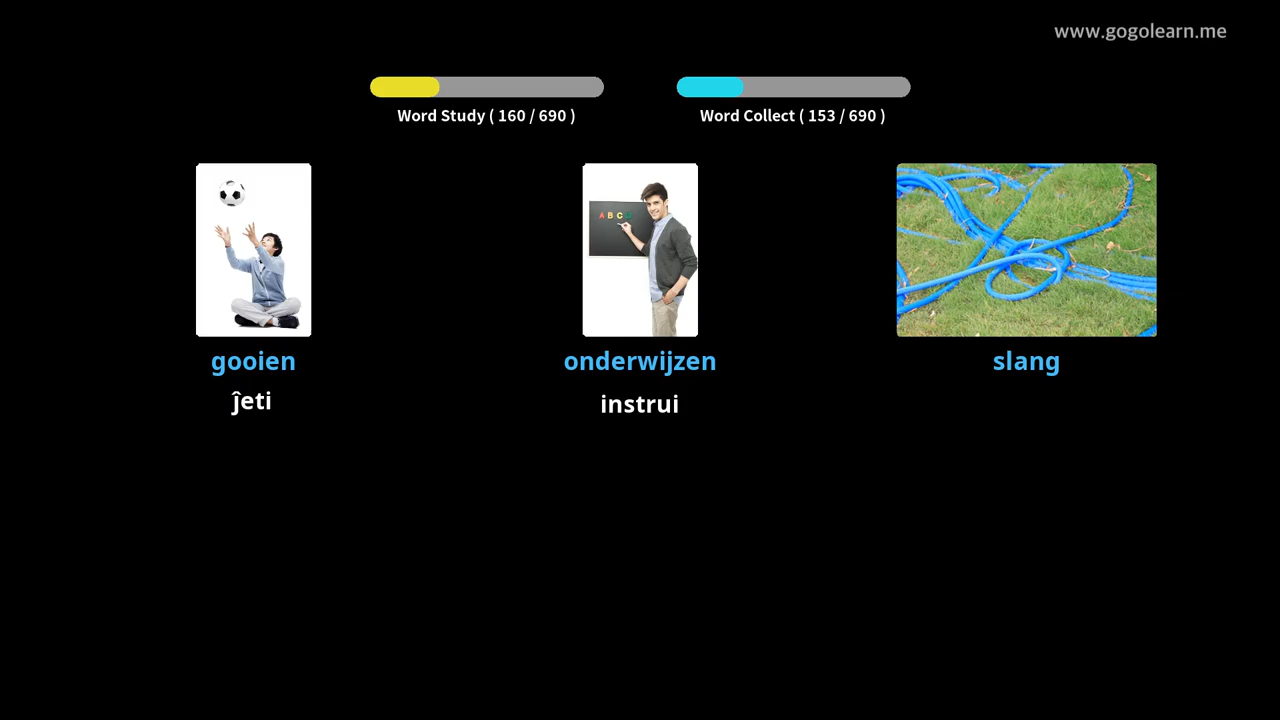 www.gogolearn.me
Word Study ( 160 / 690 )
Word Collect ( 153 / 690 )
A B C D
gooien
onderwijzen
slang
ĵeti
instrui